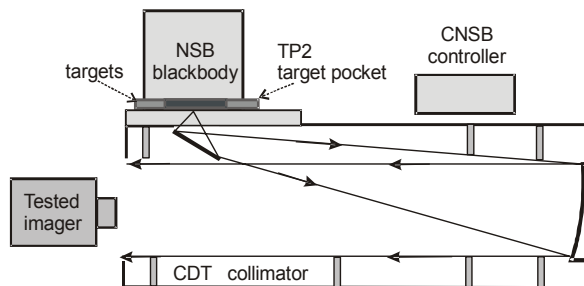 NSB
blackbody
targets
TP2
target pocket
CNSB
controller
Tested
imager
CDT collimator